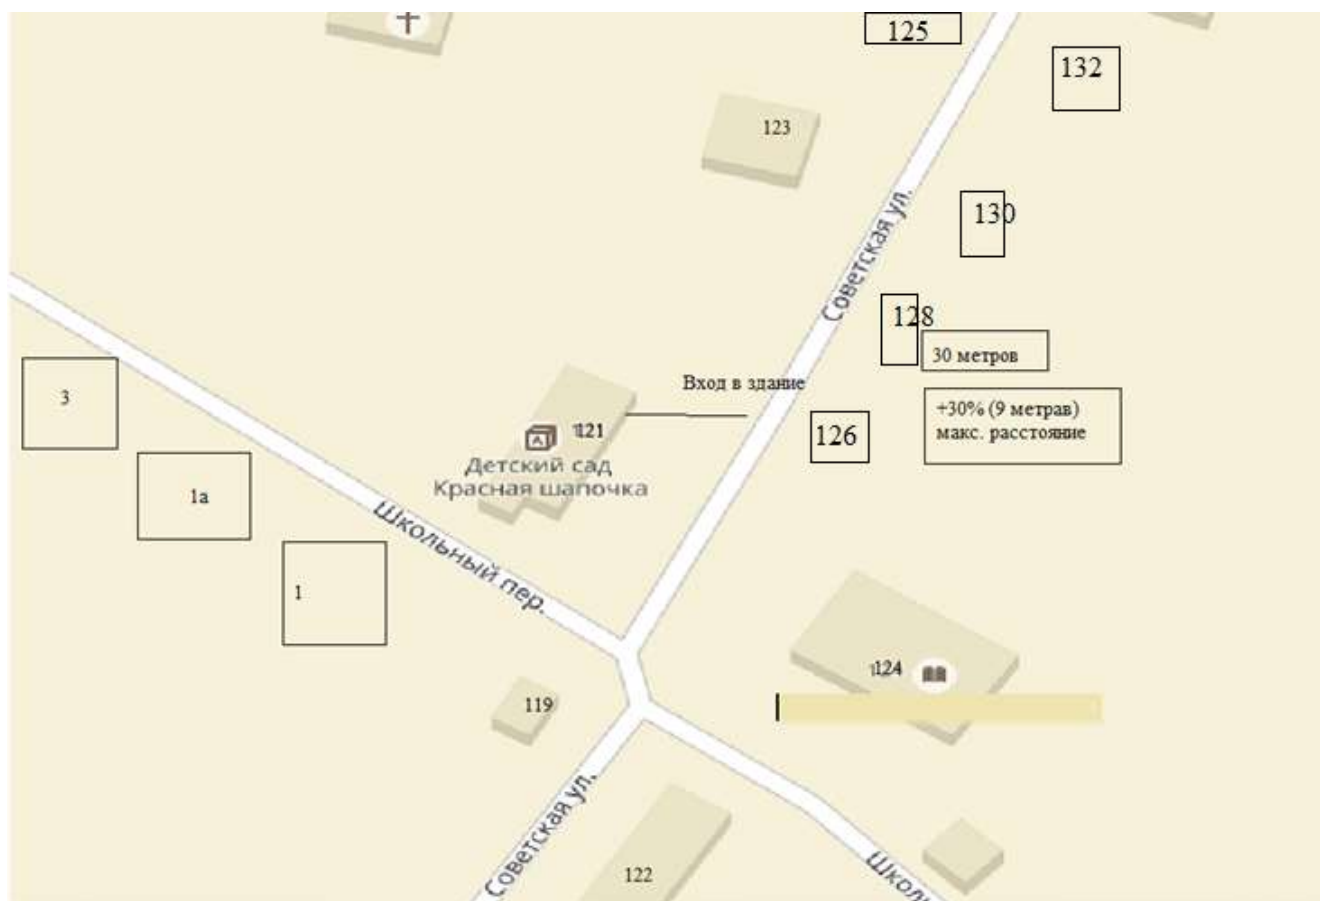 125
132
123
130
Советская ул.
128
30 метров
Вход в здание
+30% (9 метрав)
макс. расстояние
3
121
126
Детский сад
Красная шапочка
1а
Школьный пер.
1
124
119
Советская ул.
122
Школ